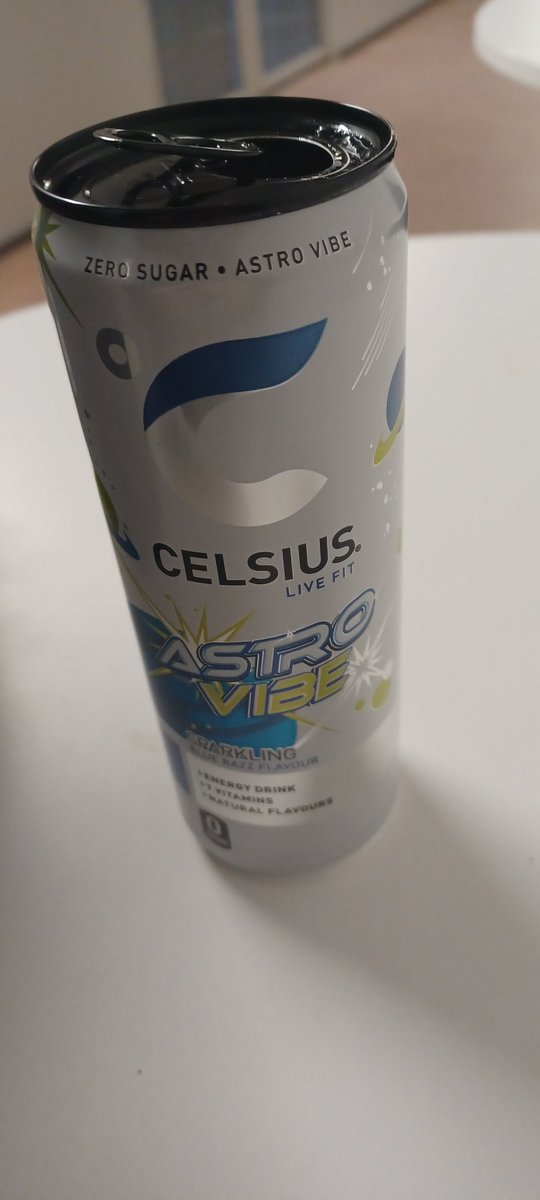 ZERO SUGAR • ASTRO VIBE
CELSIUS®
LIVE FIT
ASTRO
VIBE
SPARKLING
BLUE RAZZ FLAVOUR
>ENERGY DRINK
>7 VITAMINS
>NATURAL FLAVOURS
0